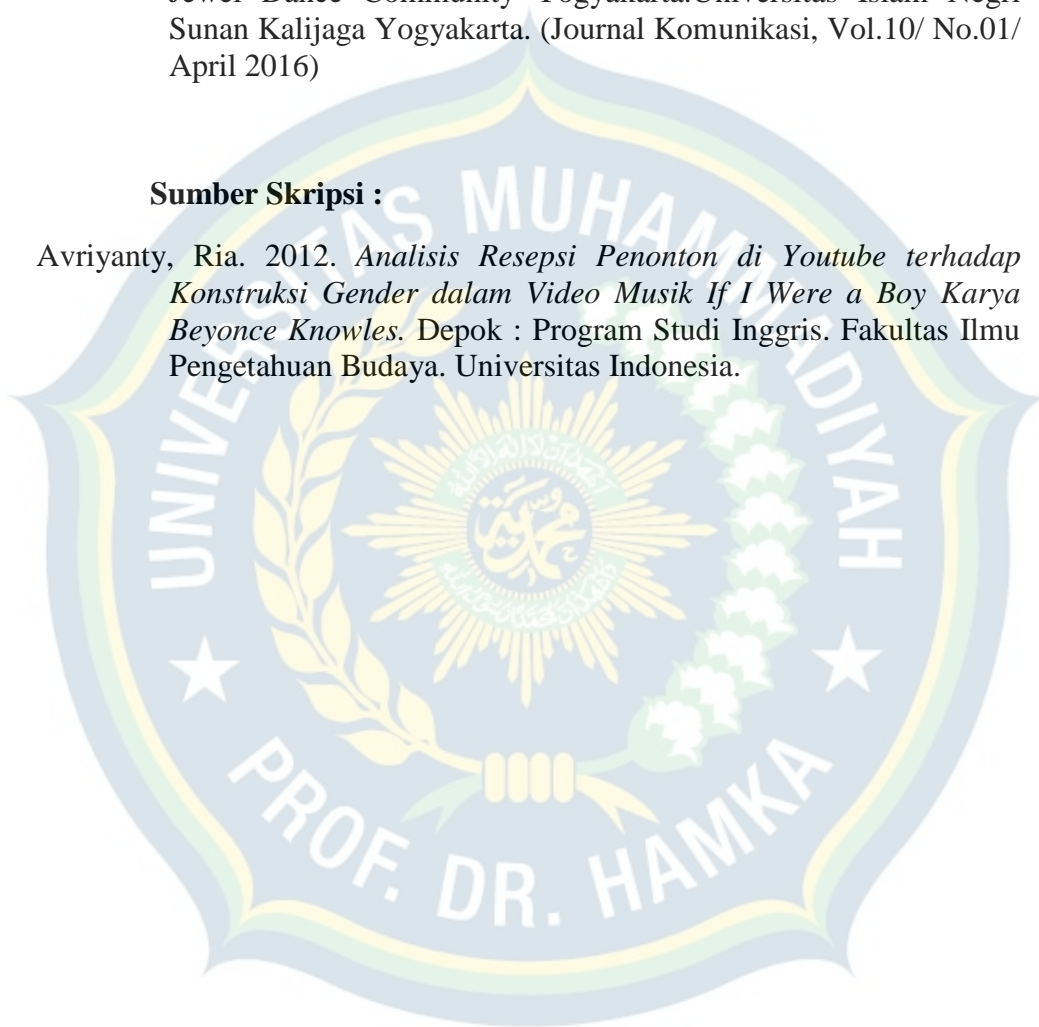 Jewel Dance Community Yogyakarta.Universitas Islam Negri
Sunan Kalijaga Yogyakarta. (Journal Komunikasi, Vol.10/ No.01/
April 2016)
Sumber Skripsi :
Avriyanty, Ria. 2012. Analisis Resepsi Penonton di Youtube terhadap
Konstruksi Gender dalam Video Musik If I Were a Boy Karya
Beyonce Knowles. Depok : Program Studi Inggris. Fakultas Ilmu
Pengetahuan Budaya. Universitas Indonesia.
UNIVERSITAS MUHAMMADIYAH
PROF. DR. HAMKA